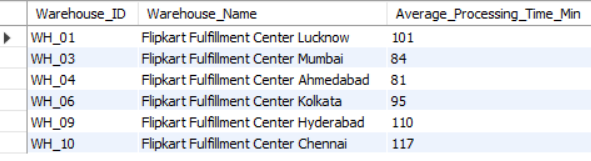 Warehouse_ID Warehouse_Name Average_Processing_Time_Min
WH_01 Flipkart Fulfillment Center Lucknow 101
WH_03 Flipkart Fulfillment Center Mumbai 84
WH_04 Flipkart Fulfillment Center Ahmedabad 81
WH_06 Flipkart Fulfillment Center Kolkata 95
WH_09 Flipkart Fulfillment Center Hyderabad 110
WH_10 Flipkart Fulfillment Center Chennai 117